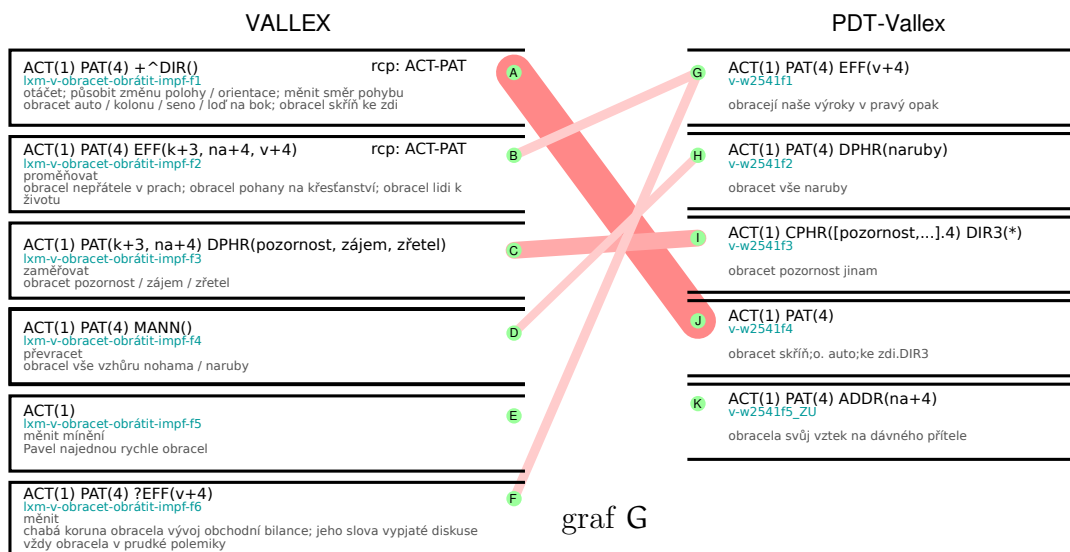 VALLEX
ACT(1) PAT(4) +^DIR() rcp: ACT-PAT
lxm-v-obracet-obrátit-impf-f1
otáčet; působit změnu polohy / orientace; měnit směr pohybu
obracet auto / kolonu / seno / loď na bok; obracel skříň ke zdi
A
ACT(1) PAT(4) EFF(k+3, na+4, v+4) rcp: ACT-PAT
lxm-v-obracet-obrátit-impf-f2
proměňovat
obracel nepřátele v prach; obracel pohany na křesťanství; obracel lidi k
životu
B
ACT(1) PAT(k+3, na+4) DPHR(pozornost, zájem, zřetel)
lxm-v-obracet-obrátit-impf-f3
zaměřovat
obracet pozornost / zájem / zřetel
C
ACT(1) PAT(4) MANN()
lxm-v-obracet-obrátit-impf-f4
převracet
obracel vše vzhůru nohama / naruby
D
ACT(1)
lxm-v-obracet-obrátit-impf-f5
měnit mínění
Pavel najednou rychle obracel
E
ACT(1) PAT(4) ?EFF(v+4)
lxm-v-obracet-obrátit-impf-f6
měnit
chabá koruna obracela vývoj obchodní bilance; jeho slova vypjaté diskuse
vždy obracela v prudké polemiky
F
PDT-Vallex
G
ACT(1) PAT(4) EFF(v+4)
v-w2541f1
obracejí naše výroky v pravý opak
H
ACT(1) PAT(4) DPHR(naruby)
v-w2541f2
obracet vše naruby
I
ACT(1) CPHR([pozornost,...].4) DIR3(*)
v-w2541f3
obracet pozornost jinam
J
ACT(1) PAT(4)
v-w2541f4
obracet skříň;o. auto;ke zdi.DIR3
K
ACT(1) PAT(4) ADDR(na+4)
v-w2541f5_ZU
obracela svůj vztek na dávného přítele
graf G